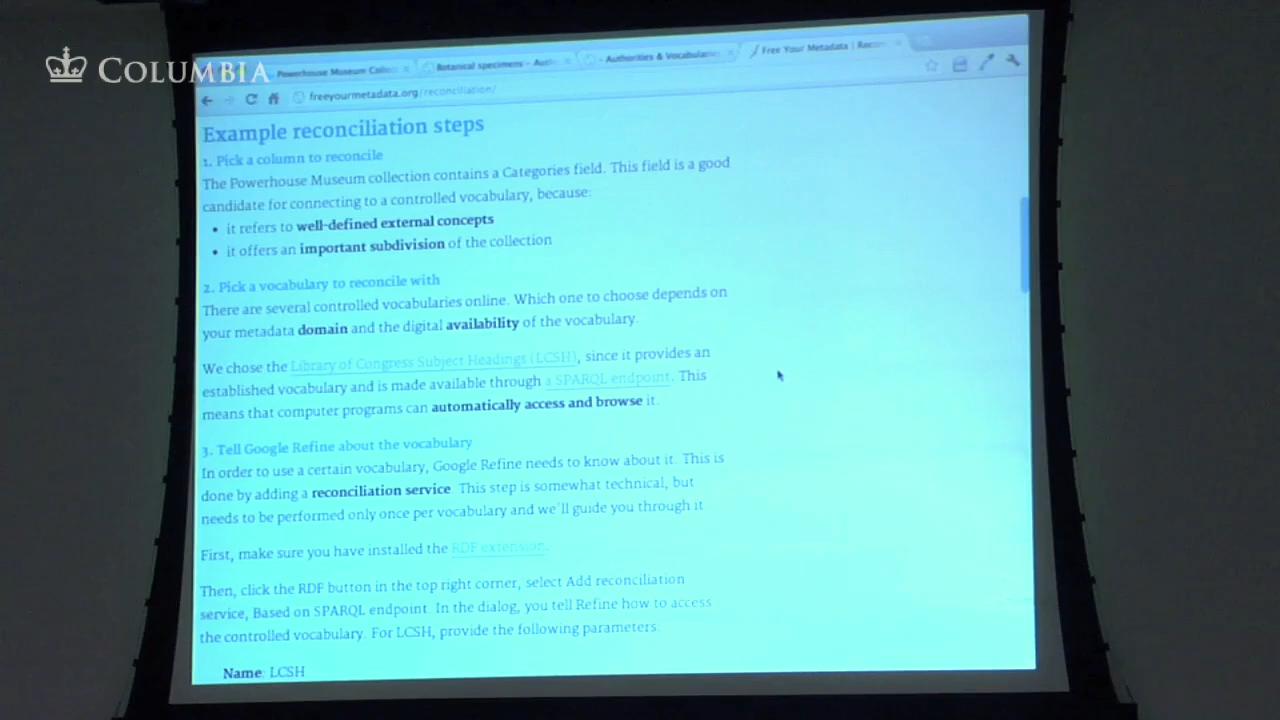 COLUMBIA
Powerhouse Museum Collec
Botanical specimens - Auth
- Authorities & Vocabularies
Free Your Metadata | Recon
freeyourmetadata.org/reconciliation/
Example reconciliation steps
1. Pick a column to reconcile
The Powerhouse Museum collection contains a Categories field. This field is a good
candidate for connecting to a controlled vocabulary, because:
• it refers to well-defined external concepts
• it offers an important subdivision of the collection
2. Pick a vocabulary to reconcile with
There are several controlled vocabularies online. Which one to choose depends on
your metadata domain and the digital availability of the vocabulary.
We chose the Library of Congress Subject Headings (LCSH), since it provides an
established vocabulary and is made available through a SPARQL endpoint. This
means that computer programs can automatically access and browse it.
3. Tell Google Refine about the vocabulary
In order to use a certain vocabulary, Google Refine needs to know about it. This is
done by adding a reconciliation service. This step is somewhat technical, but
needs to be performed only once per vocabulary and we'll guide you through it
First, make sure you have installed the RDF extension.
Then, click the RDF button in the top right corner, select Add reconciliation
service, Based on SPARQL endpoint. In the dialog, you tell Refine how to access
the controlled vocabulary. For LCSH, provide the following parameters:
Name: LCSH